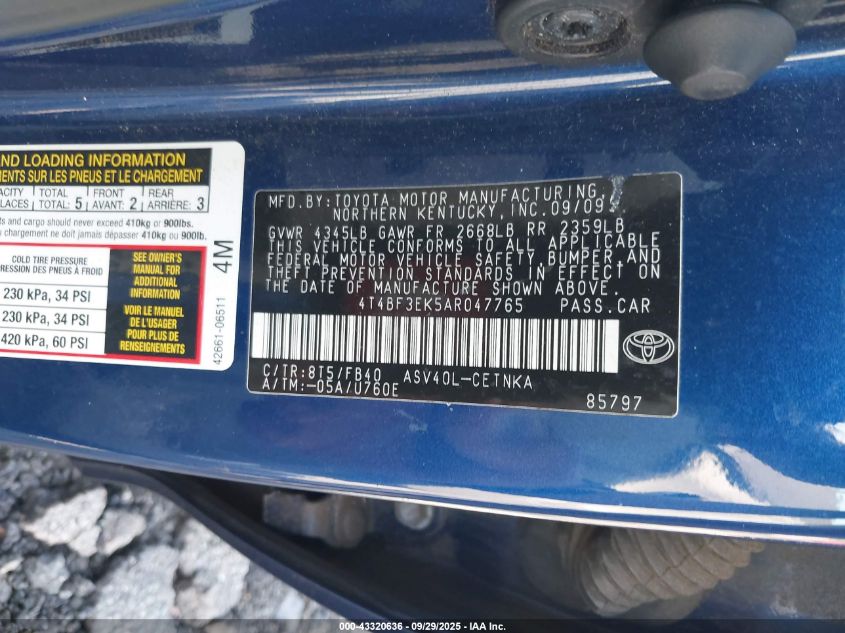 ND LOADING INFORMATION
EMENTS SUR LES PNEUS ET LE CHARGEMENT
ACITY TOTAL FRONT REAR
PLACES TOTAL: 5 AVANT: 2 ARRIÈRE: 3
ts and cargo should never exceed 410kg or 900lbs.
chargement ne doit jamais dépasser 410kg ou 900lb.
COLD TIRE PRESSURE
RESSION DES PNEUS À FROID
230 kPa, 34 PSI
230 kPa, 34 PSI
420 kPa, 60 PSI
SEE OWNER'S
MANUAL FOR
ADDITIONAL
INFORMATION
VOIR LE MANUEL
DE L'USAGER
POUR PLUS DE
RENSEIGNEMENTS
4M
42661-06511
MFD.BY:TOYOTA MOTOR MANUFACTURING,
NORTHERN KENTUCKY,INC.09/09
GVWR 4345LB GAWR FR 2668LB RR 2359LB
THIS VEHICLE CONFORMS TO ALL APPLICABLE
FEDERAL MOTOR VEHICLE SAFETY,BUMPER,AND
THEFT PREVENTION STANDARDS IN EFFECT ON
THE DATE OF MANUFACTURE SHOWN ABOVE.
4T4BF3EK5AR047765 PASS.CAR
C/TR:8T5/FB40 ASV40L-CETNKA
A/TM:-05A/U760E
85797
000-43320636 - 09/29/2025 - IAA Inc.